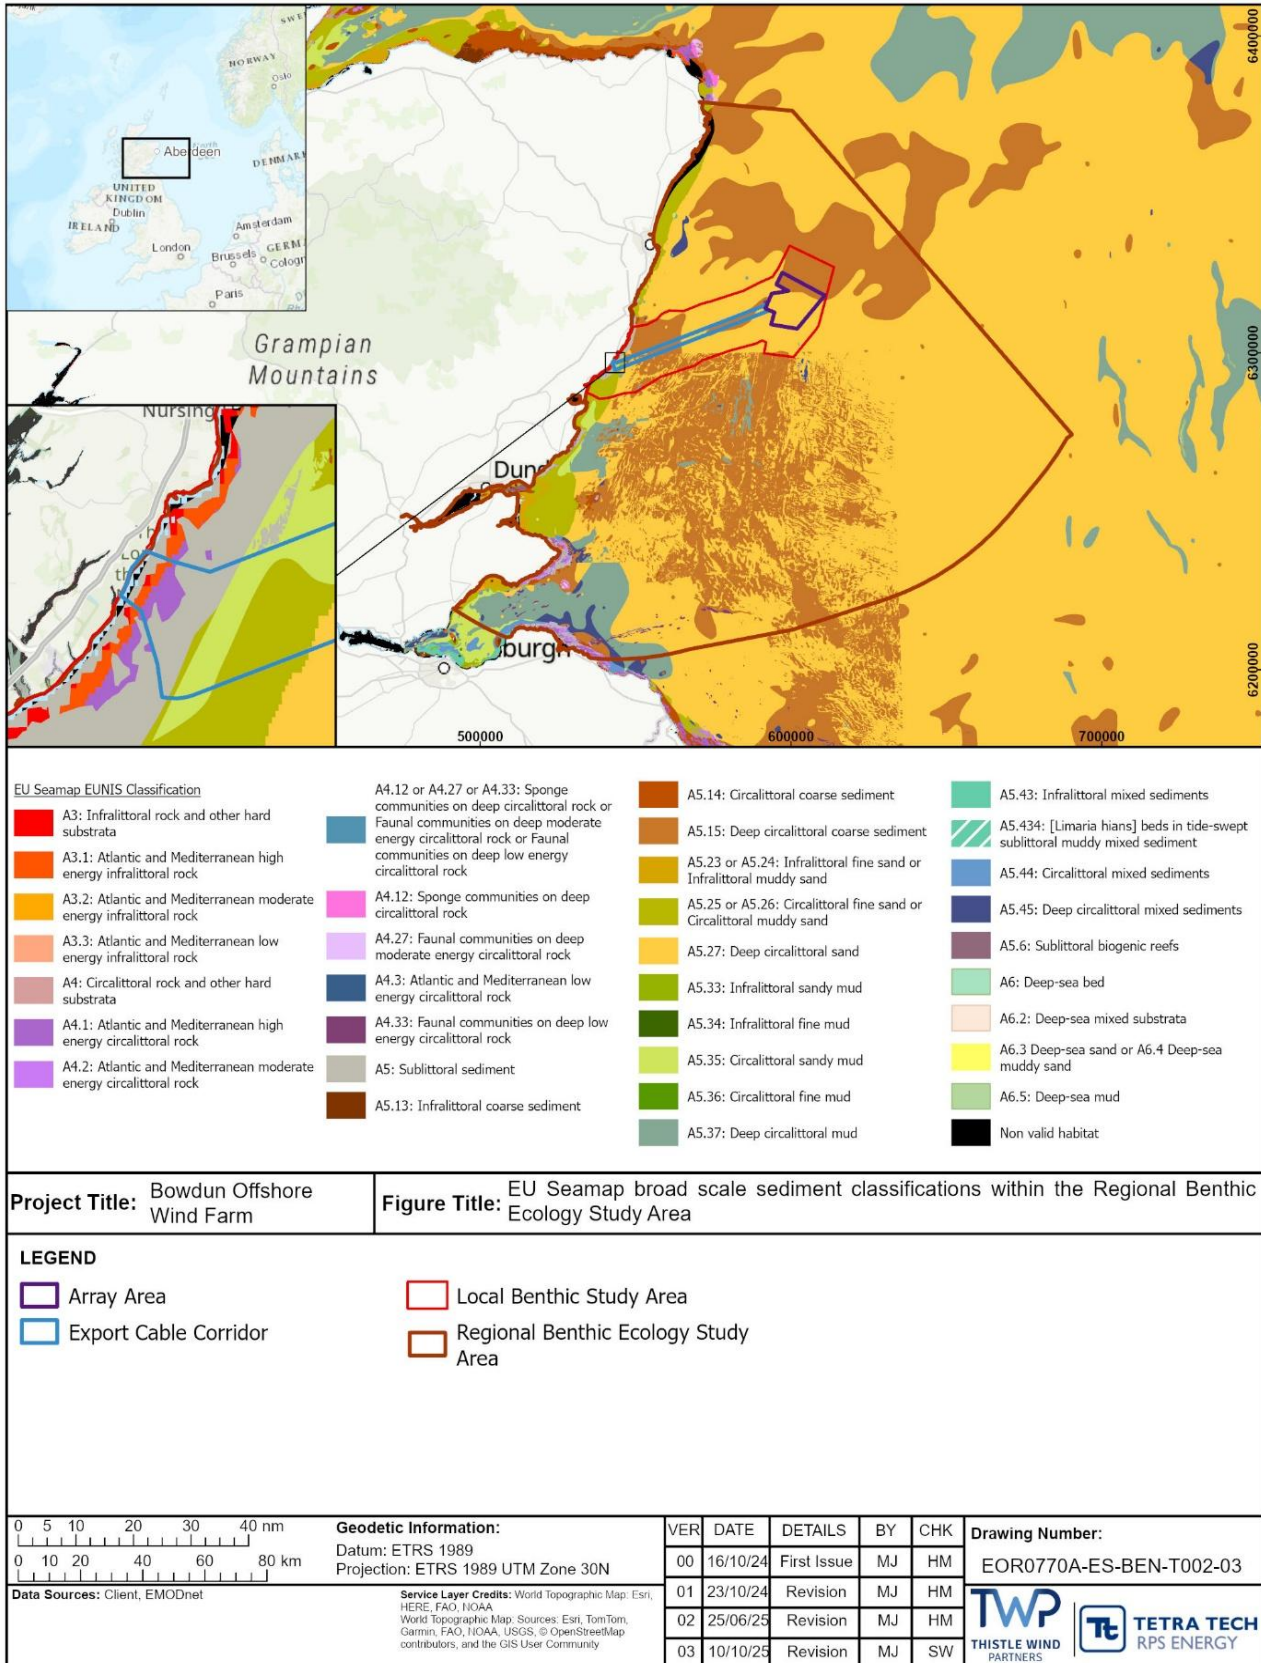 NORWAY
SWE
Oslo
Aberdeen
DENMARK
UNITED
KINGDOM
Dublin
IRELAND
Amsterdam
London
Brussels
GERM
Cologn
Paris
6400000
Grampian
Mountains
6300000
Nursing
Dund
burgh
6200000
500000
600000
700000
EU Seamap EUNIS Classification
A3: Infralittoral rock and other hard
substrata
A3.1: Atlantic and Mediterranean high
energy infralittoral rock
A3.2: Atlantic and Mediterranean moderate
energy infralittoral rock
A3.3: Atlantic and Mediterranean low
energy infralittoral rock
A4: Circalittoral rock and other hard
substrata
A4.1: Atlantic and Mediterranean high
energy circalittoral rock
A4.2: Atlantic and Mediterranean moderate
energy circalittoral rock
A4.12 or A4.27 or A4.33: Sponge
communities on deep circalittoral rock or
Faunal communities on deep moderate
energy circalittoral rock or Faunal
communities on deep low energy
circalittoral rock
A4.12: Sponge communities on deep
circalittoral rock
A4.27: Faunal communities on deep
moderate energy circalittoral rock
A4.3: Atlantic and Mediterranean low
energy circalittoral rock
A4.33: Faunal communities on deep low
energy circalittoral rock
A5: Sublittoral sediment
A5.13: Infralittoral coarse sediment
A5.14: Circalittoral coarse sediment
A5.15: Deep circalittoral coarse sediment
A5.23 or A5.24: Infralittoral fine sand or
Infralittoral muddy sand
A5.25 or A5.26: Circalittoral fine sand or
Circalittoral muddy sand
A5.27: Deep circalittoral sand
A5.33: Infralittoral sandy mud
A5.34: Infralittoral fine mud
A5.35: Circalittoral sandy mud
A5.36: Circalittoral fine mud
A5.37: Deep circalittoral mud
A5.43: Infralittoral mixed sediments
A5.434: [Limaria hians] beds in tide-swept
sublittoral muddy mixed sediment
A5.44: Circalittoral mixed sediments
A5.45: Deep circalittoral mixed sediments
A5.6: Sublittoral biogenic reefs
A6: Deep-sea bed
A6.2: Deep-sea mixed substrata
A6.3 Deep-sea sand or A6.4 Deep-sea
muddy sand
A6.5: Deep-sea mud
Non valid habitat
Project Title: Bowdun Offshore
Wind Farm
Figure Title: EU Seamap broad scale sediment classifications within the Regional Benthic
Ecology Study Area
LEGEND
Array Area
Export Cable Corridor
Local Benthic Study Area
Regional Benthic Ecology Study
Area
0 5 10 20 30 40 nm
0 10 20 40 60 80 km
Geodetic Information:
Datum: ETRS 1989
Projection: ETRS 1989 UTM Zone 30N
Data Sources: Client, EMODnet
Service Layer Credits: World Topographic Map: Esri,
HERE, FAO, NOAA
World Topographic Map: Sources: Esri, TomTom,
Garmin, FAO, NOAA, USGS, © OpenStreetMap
contributors, and the GIS User Community
VER DATE DETAILS BY CHK
00 16/10/24 First Issue MJ HM
01 23/10/24 Revision MJ HM
02 25/06/25 Revision MJ HM
03 10/10/25 Revision MJ SW
Drawing Number:
EOR0770A-ES-BEN-T002-03
TWP
THISTLE WIND
PARTNERS
Tt
TETRA TECH
RPS ENERGY